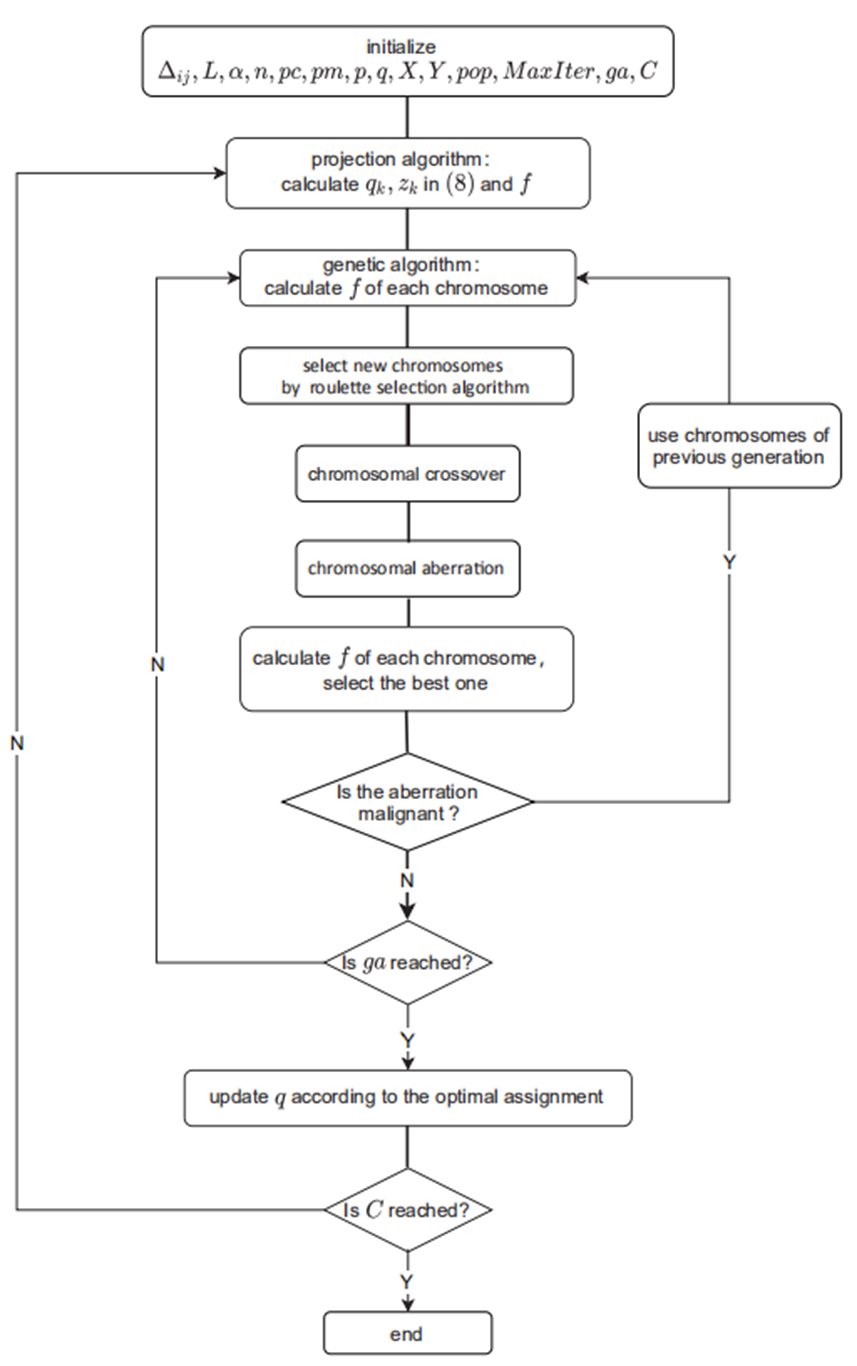 initialize
Δ_{ij}, L, α, n, pc, pm, p, q, X, Y, pop, MaxIter, ga, C
projection algorithm:
calculate q_k, z_k in (8) and f
genetic algorithm:
calculate f of each chromosome
select new chromosomes
by roulette selection algorithm
use chromosomes of
previous generation
chromosomal crossover
chromosomal aberration
Y
calculate f of each chromosome,
select the best one
N
N
Is the aberration
malignant ?
N
Is ga reached?
Y
update q according to the optimal assignment
Is C reached?
Y
end